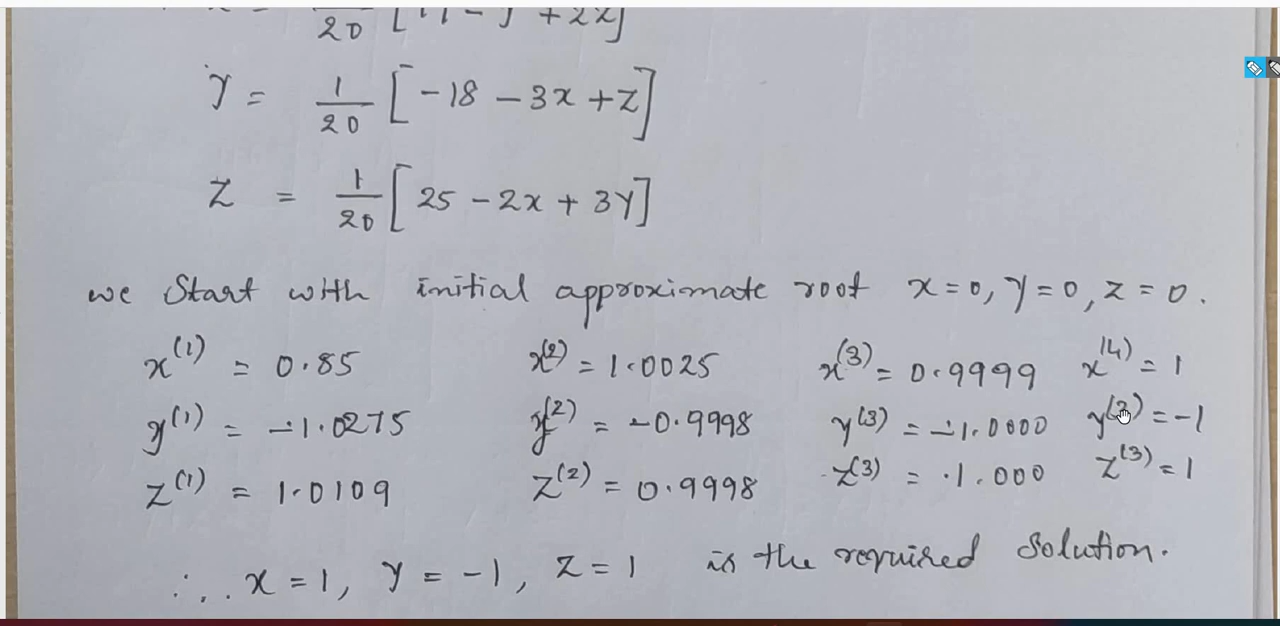 20 + 2z]
y = 1/20 [-18 - 3x + z]
z = 1/20 [25 - 2x + 3y]
we start with initial approximate root x=0, y=0, z=0.
x^(1) = 0.85 x^(2) = 1.0025 x^(3) = 0.9999 x^(4) = 1
y^(1) = -1.0275 y^(2) = -0.9998 y^(3) = -1.0000 y^(3) = -1
z^(1) = 1.0109 z^(2) = 0.9998 z^(3) = 1.000 z^(3) = 1
∴ x = 1, y = -1, z = 1 is the required solution.